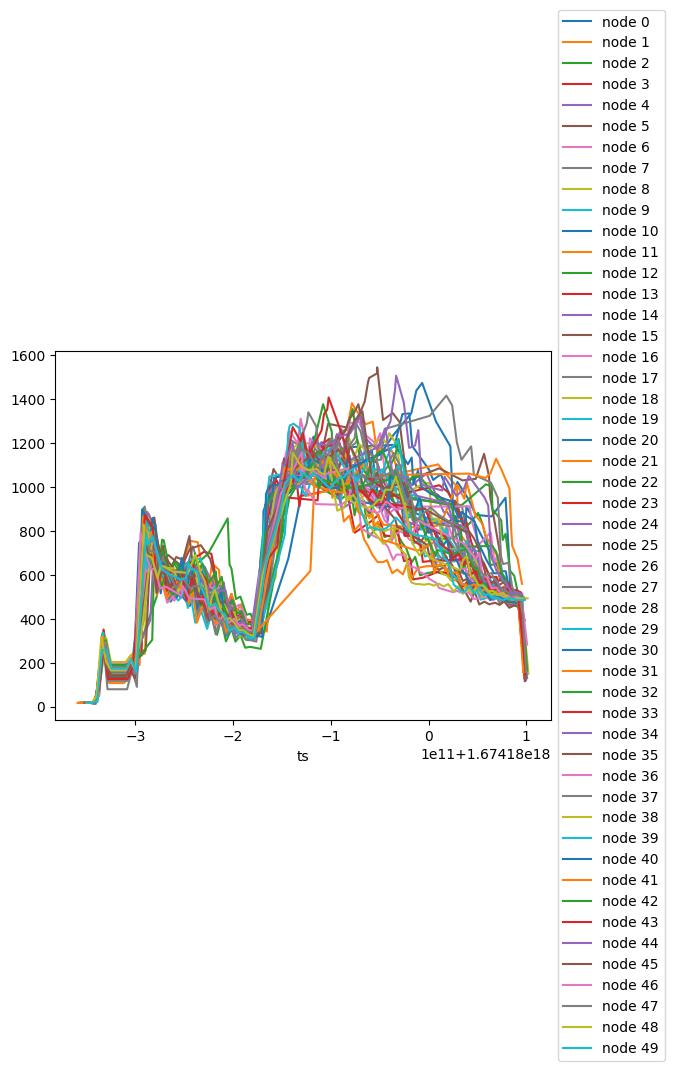 1600
1400
1200
1000
800
600
400
200
0
−3 −2 −1 0 1
1e11+1.67418e18
ts
node 0
node 1
node 2
node 3
node 4
node 5
node 6
node 7
node 8
node 9
node 10
node 11
node 12
node 13
node 14
node 15
node 16
node 17
node 18
node 19
node 20
node 21
node 22
node 23
node 24
node 25
node 26
node 27
node 28
node 29
node 30
node 31
node 32
node 33
node 34
node 35
node 36
node 37
node 38
node 39
node 40
node 41
node 42
node 43
node 44
node 45
node 46
node 47
node 48
node 49